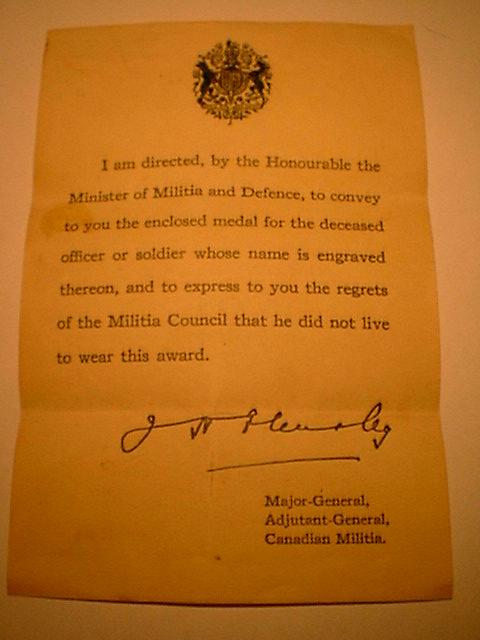 I am directed, by the Honourable the
Minister of Militia and Defence, to convey
to you the enclosed medal for the deceased
officer or soldier whose name is engraved
thereon, and to express to you the regrets
of the Militia Council that he did not live
to wear this award.
Major-General,
Adjutant-General,
Canadian Militia.